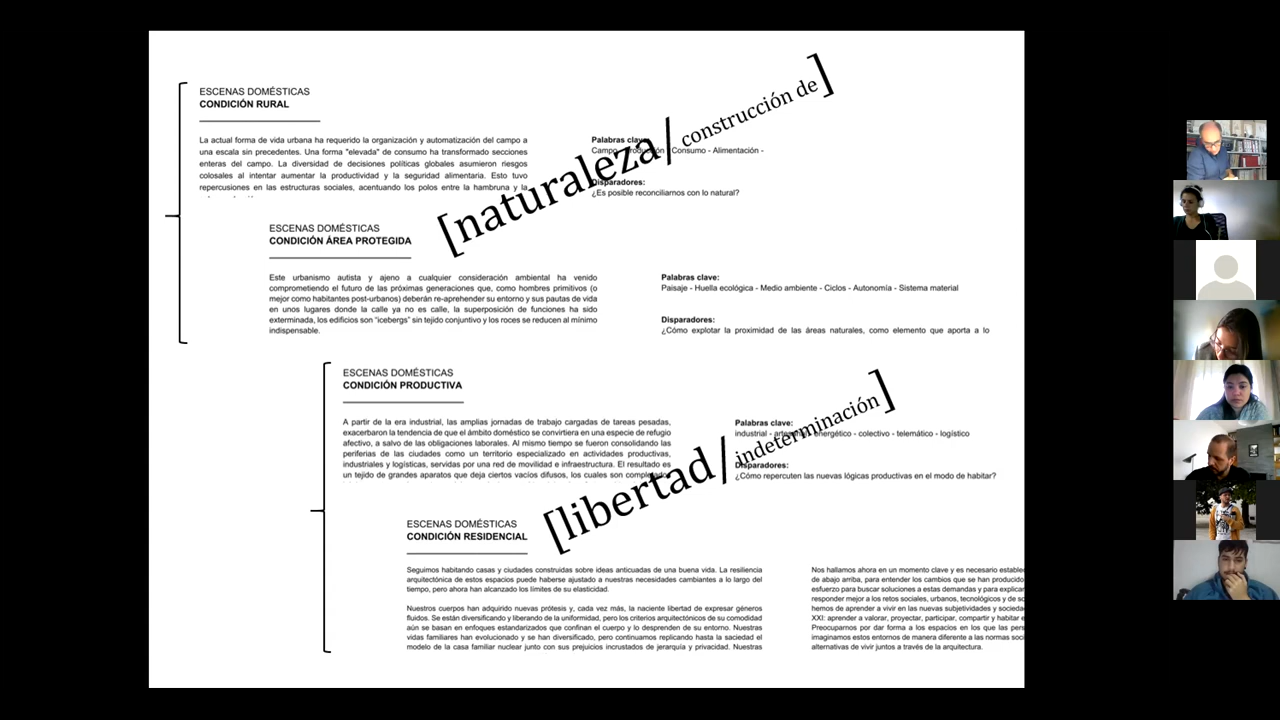 ESCENAS DOMÉSTICAS
CONDICIÓN RURAL
La actual forma de vida urbana ha requerido la organización y automatización del campo a
una escala sin precedentes. Una forma "elevada" de consumo ha transformado secciones
enteras del campo. La diversidad de decisiones políticas globales asumieron riesgos
colosales al intentar aumentar la productividad y la seguridad alimentaria. Esto tuvo
repercusiones en las estructuras sociales, acentuando los polos entre la hambruna y la
Palabras clave:
Campo - Producción - Consumo - Alimentación -
Disparadores:
¿Es posible reconciliarnos con lo natural?
[naturaleza/ construcción de]
ESCENAS DOMÉSTICAS
CONDICIÓN ÁREA PROTEGIDA
Este urbanismo autista y ajeno a cualquier consideración ambiental ha venido
comprometiendo el futuro de las próximas generaciones que, como hombres primitivos (o
mejor como habitantes post-urbanos) deberán re-aprehender su entorno y sus pautas de vida
en unos lugares donde la calle ya no es calle, la superposición de funciones ha sido
exterminada, los edificios son “icebergs” sin tejido conjuntivo y los roces se reducen al mínimo
indispensable.
Palabras clave:
Paisaje - Huella ecológica - Medio ambiente - Ciclos - Autonomía - Sistema material
Disparadores:
¿Cómo explotar la proximidad de las áreas naturales, como elemento que aporta a lo
ESCENAS DOMÉSTICAS
CONDICIÓN PRODUCTIVA
A partir de la era industrial, las amplias jornadas de trabajo cargadas de tareas pesadas,
exacerbaron la tendencia de que el ámbito doméstico se convirtiera en una especie de refugio
afectivo, a salvo de las obligaciones laborales. Al mismo tiempo se fueron consolidando las
periferias de las ciudades como un territorio especializado en actividades productivas,
industriales y logísticas, servidas por una red de movilidad e infraestructura. El resultado es
un tejido de grandes aparatos que deja ciertos vacíos difusos, los cuales son completados
Palabras clave:
industrial - artesanal - energético - colectivo - telemático - logístico
Disparadores:
¿Cómo repercuten las nuevas lógicas productivas en el modo de habitar?
[libertad/ indeterminación]
ESCENAS DOMÉSTICAS
CONDICIÓN RESIDENCIAL
Seguimos habitando casas y ciudades construidas sobre ideas anticuadas de una buena vida. La resiliencia
arquitectónica de estos espacios puede haberse ajustado a nuestras necesidades cambiantes a lo largo del
tiempo, pero ahora han alcanzado los límites de su elasticidad.
Nuestros cuerpos han adquirido nuevas prótesis y, cada vez más, la naciente libertad de expresar géneros
fluidos. Se están diversificando y liberando de la uniformidad, pero los criterios arquitectónicos de su comodidad
aún se basan en enfoques estandarizados que confinan el cuerpo y lo desprenden de su entorno. Nuestras
vidas familiares han evolucionado y se han diversificado, pero continuamos replicando hasta la saciedad el
modelo de la casa familiar nuclear junto con sus prejuicios incrustados de jerarquía y privacidad. Nuestras
Nos hallamos ahora en un momento clave y es necesario estable
de abajo arriba, para entender los cambios que se han producido
esfuerzo para buscar soluciones a estas demandas y para explica
responder mejor a los retos sociales, urbanos, tecnológicos y de so
hemos de aprender a vivir en las nuevas subjetividades y socieda
XXI: aprender a valorar, proyectar, participar, compartir y habitar e
Preocuparnos por dar forma a los espacios en los que las pers
imaginamos estos entornos de manera diferente a las normas soci
alternativas de vivir juntos a través de la arquitectura.